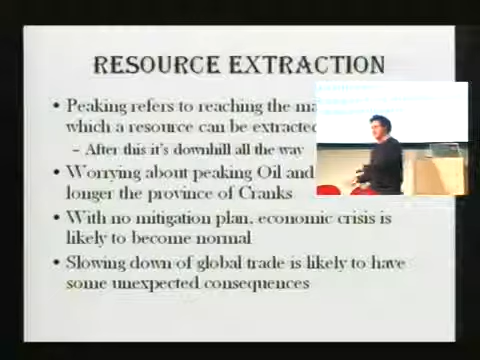 RESOURCE EXTRACTION
• Peaking refers to reaching the
which a resource can be extracted
– After this it's downhill all the way
• Worrying about peaking Oil and
longer the province of Cranks
• With no mitigation plan, economic crisis is
likely to become normal
• Slowing down of global trade is likely to have
some unexpected consequences